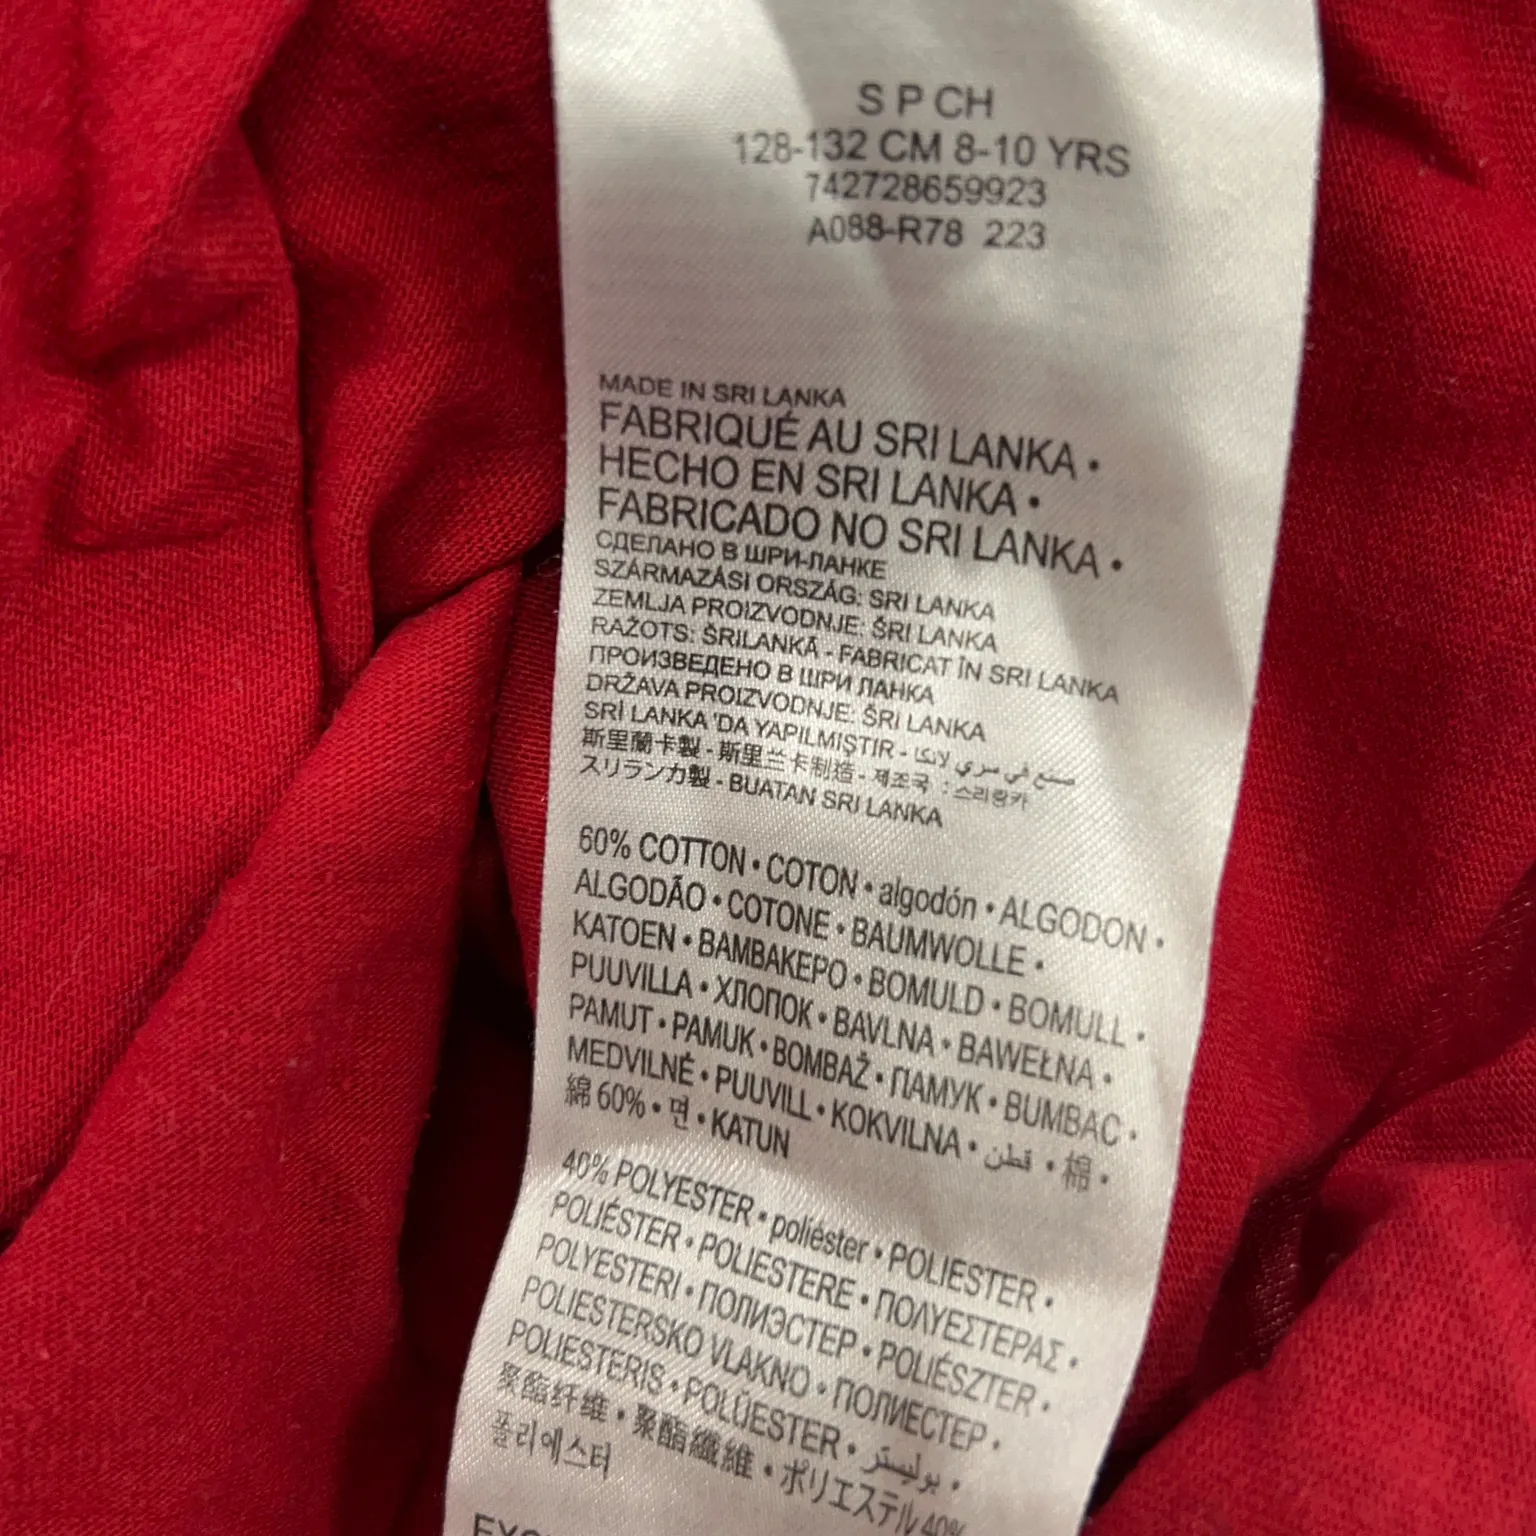 S P CH
128-132 CM 8-10 YRS
742728659923
A088-R78 223
MADE IN SRI LANKA
FABRIQUÉ AU SRI LANKA •
HECHO EN SRI LANKA •
FABRICADO NO SRI LANKA •
СДЕЛАНО В ШРИ-ЛАНКЕ
SZÁRMAZÁSI ORSZÁG: SRI LANKA
ZEMLJA PROIZVODNJE: ŠRI LANKA
RAŽOTS: ŠRILANKĀ - FABRICAT ÎN SRI LANKA
ПРОИЗВЕДЕНО В ШРИ ЛАНКА
DRŽAVA PROIZVODNJE: ŠRI LANKA
SRİ LANKA 'DA YAPILMIŞTIR - صنع في سري لانكا
斯里蘭卡製 - 斯里兰卡制造 - 제조국 : 스리랑카
スリランカ製 - BUATAN SRI LANKA
60% COTTON • COTON • algodón • ALGODON •
ALGODÃO • COTONE • BAUMWOLLE •
KATOEN • ΒΑΜΒΑΚΕΡΟ • BOMULD • BOMULL •
PUUVILLA • ХЛОПОК • BAVLNA • BAWEŁNA •
PAMUT • PAMUK • BOMBAŽ • ПАМУК • BUMBAC •
MEDVILNĖ • PUUVILL • KOKVILNA • قطن • 棉 •
綿 60% • 면 • KATUN
40% POLYESTER • poliéster • POLIESTER •
POLIÉSTER • POLIESTERE • ΠΟΛΥΕΣΤΕΡΑΣ •
POLYESTERI • ПОЛИЭСТЕР • POLIÉSZTER •
POLIESTERSKO VLAKNO • ПОЛИЕСТЕР •
POLIESTERIS • POLÜESTER • بوليستر •
聚酯纤维 • 聚酯纖維 • ポリエステル 40%
폴리에스터